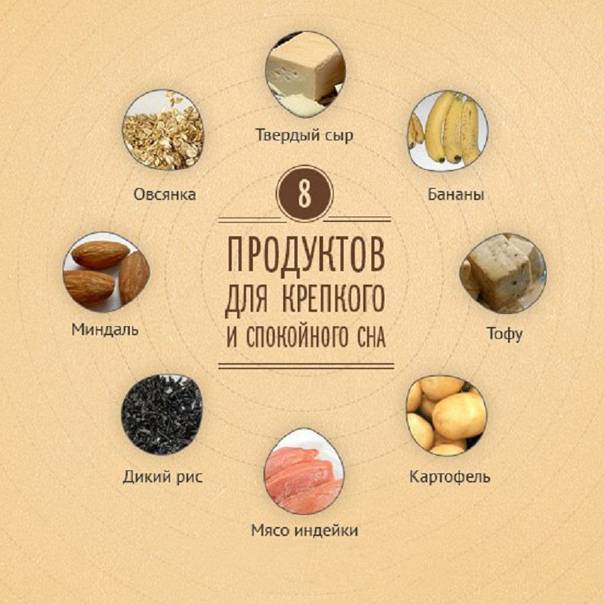 Твердый сыр
Овсянка
Бананы
8
ПРОДУКТОВ
ДЛЯ КРЕПКОГО
И СПОКОЙНОГО СНА
Миндаль
Тофу
Дикий рис
Картофель
Мясо индейки